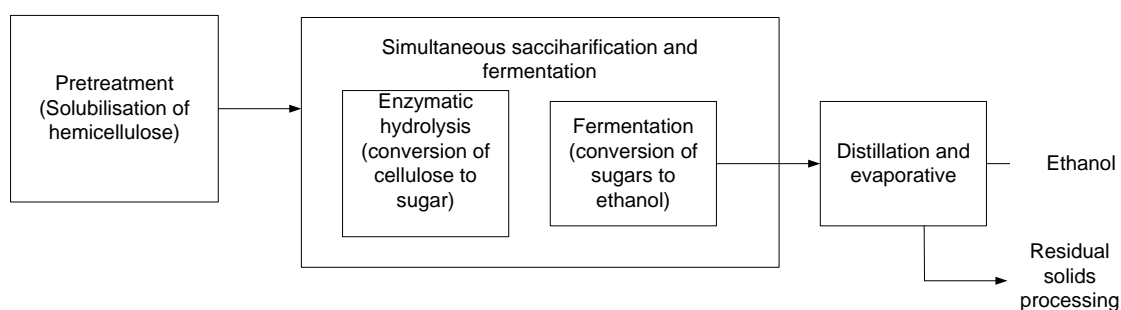 Pretreatment
(Solubilisation of
hemicellulose)
Simultaneous sacciharification and
fermentation
Enzymatic
hydrolysis
(conversion of
cellulose to
sugar)
Fermentation
(conversion of
sugars to
ethanol)
Distillation and
evaporative
Ethanol
Residual
solids
processing